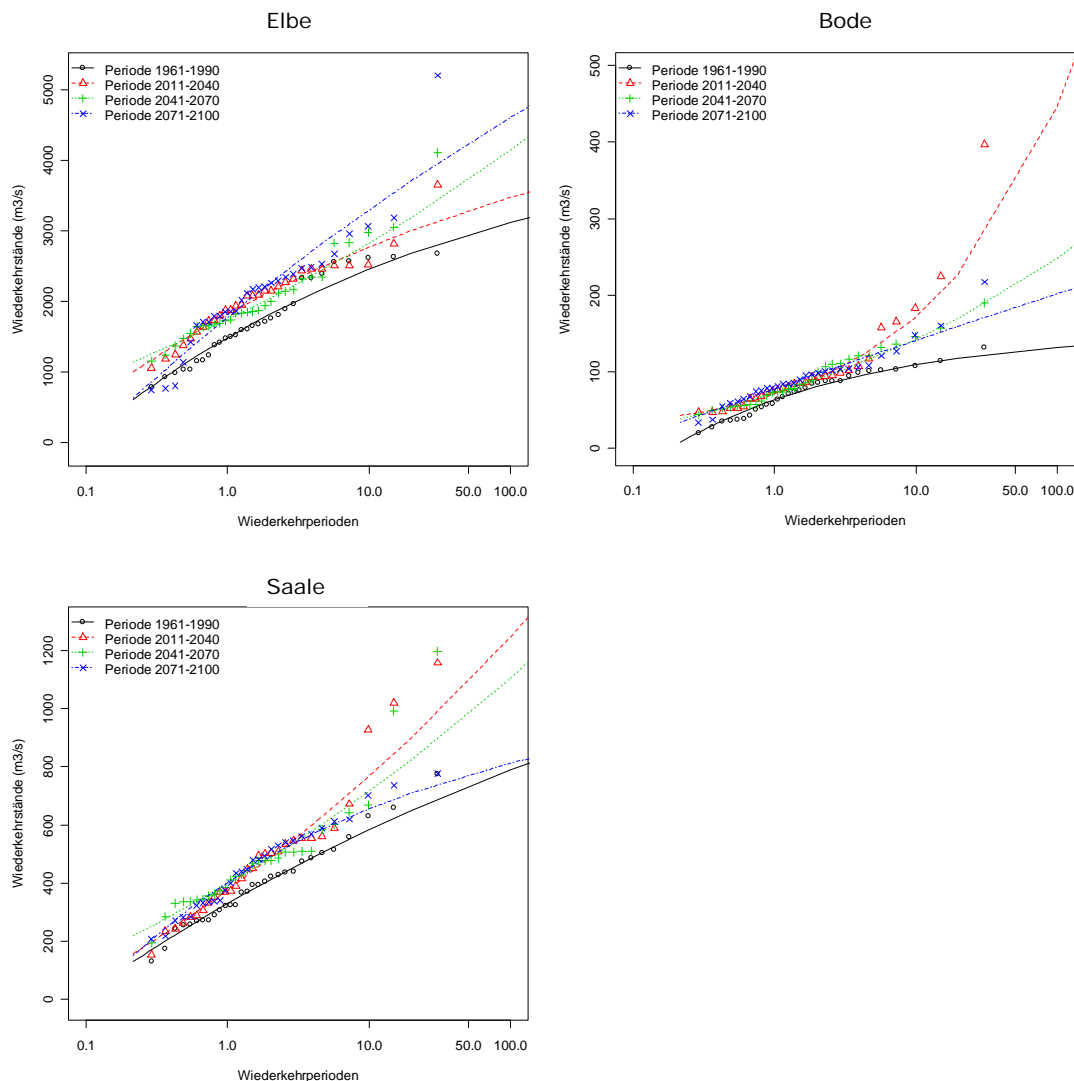 Elbe
Periode 1961-1990
Periode 2011-2040
Periode 2041-2070
Periode 2071-2100
5000
4000
3000
2000
1000
0
Wiederkehrstände (m3/s)
0.1
1.0
10.0
50.0
100.0
Wiederkehrperioden
Bode
Periode 1961-1990
Periode 2011-2040
Periode 2041-2070
Periode 2071-2100
500
400
300
200
100
0
Wiederkehrstände (m3/s)
0.1
1.0
10.0
50.0
100.0
Wiederkehrperioden
Saale
Periode 1961-1990
Periode 2011-2040
Periode 2041-2070
Periode 2071-2100
1200
1000
800
600
400
200
0
Wiederkehrstände (m3/s)
0.1
1.0
10.0
50.0
100.0
Wiederkehrperioden